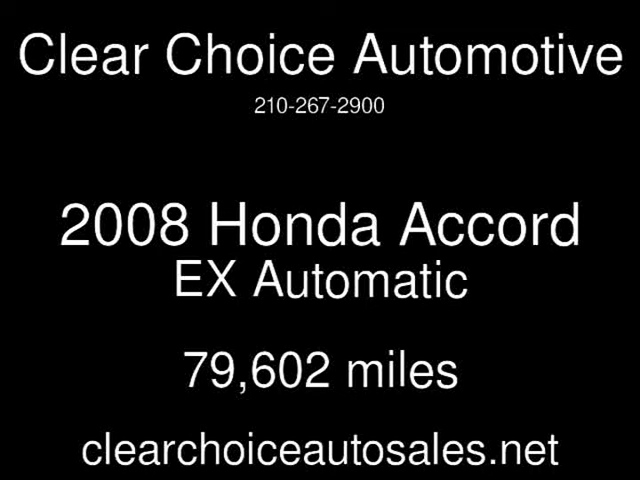 Clear Choice Automotive
210-267-2900
2008 Honda Accord
EX Automatic
79,602 miles
clearchoiceautosales.net